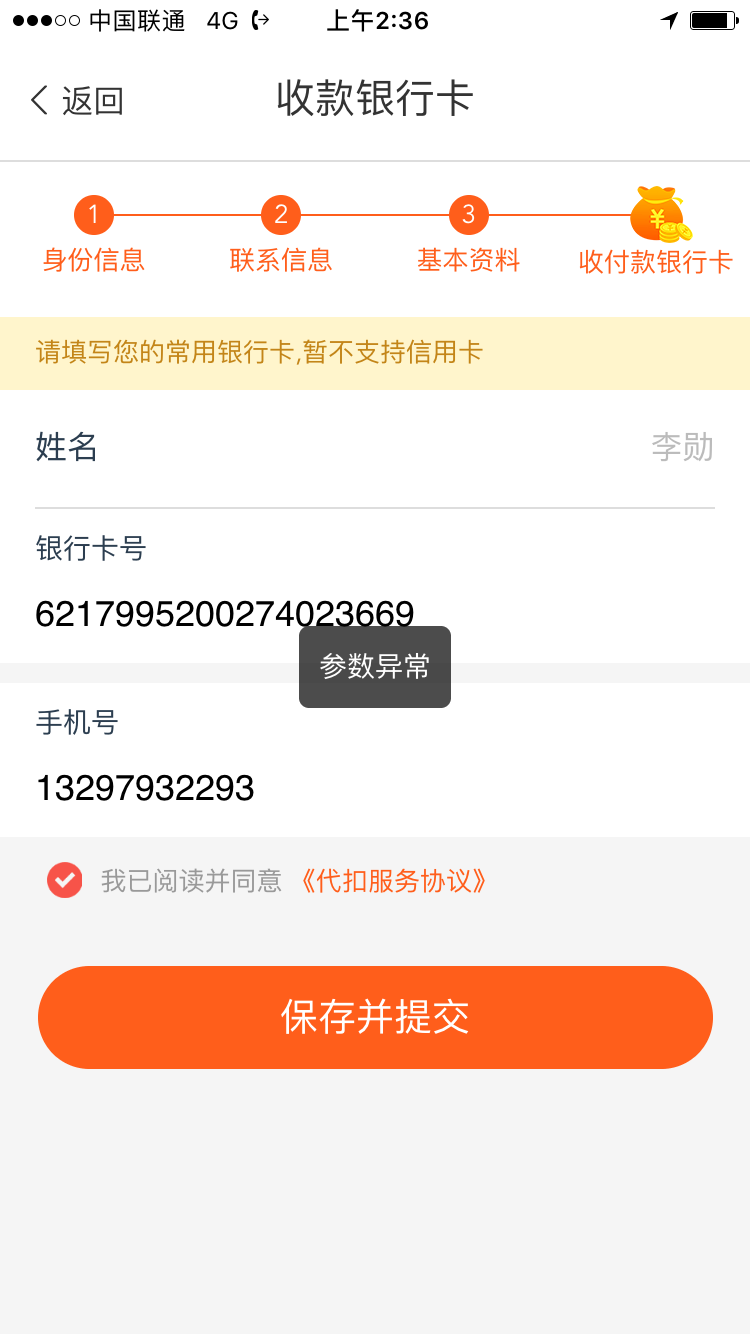 中国联通 4G 上午2:36
返回 收款银行卡
1 2 3 ¥
身份信息 联系信息 基本资料 收付款银行卡
请填写您的常用银行卡,暂不支持信用卡
姓名 李勋
银行卡号
6217995200274023669
参数异常
手机号
13297932293
我已阅读并同意 《代扣服务协议》
保存并提交